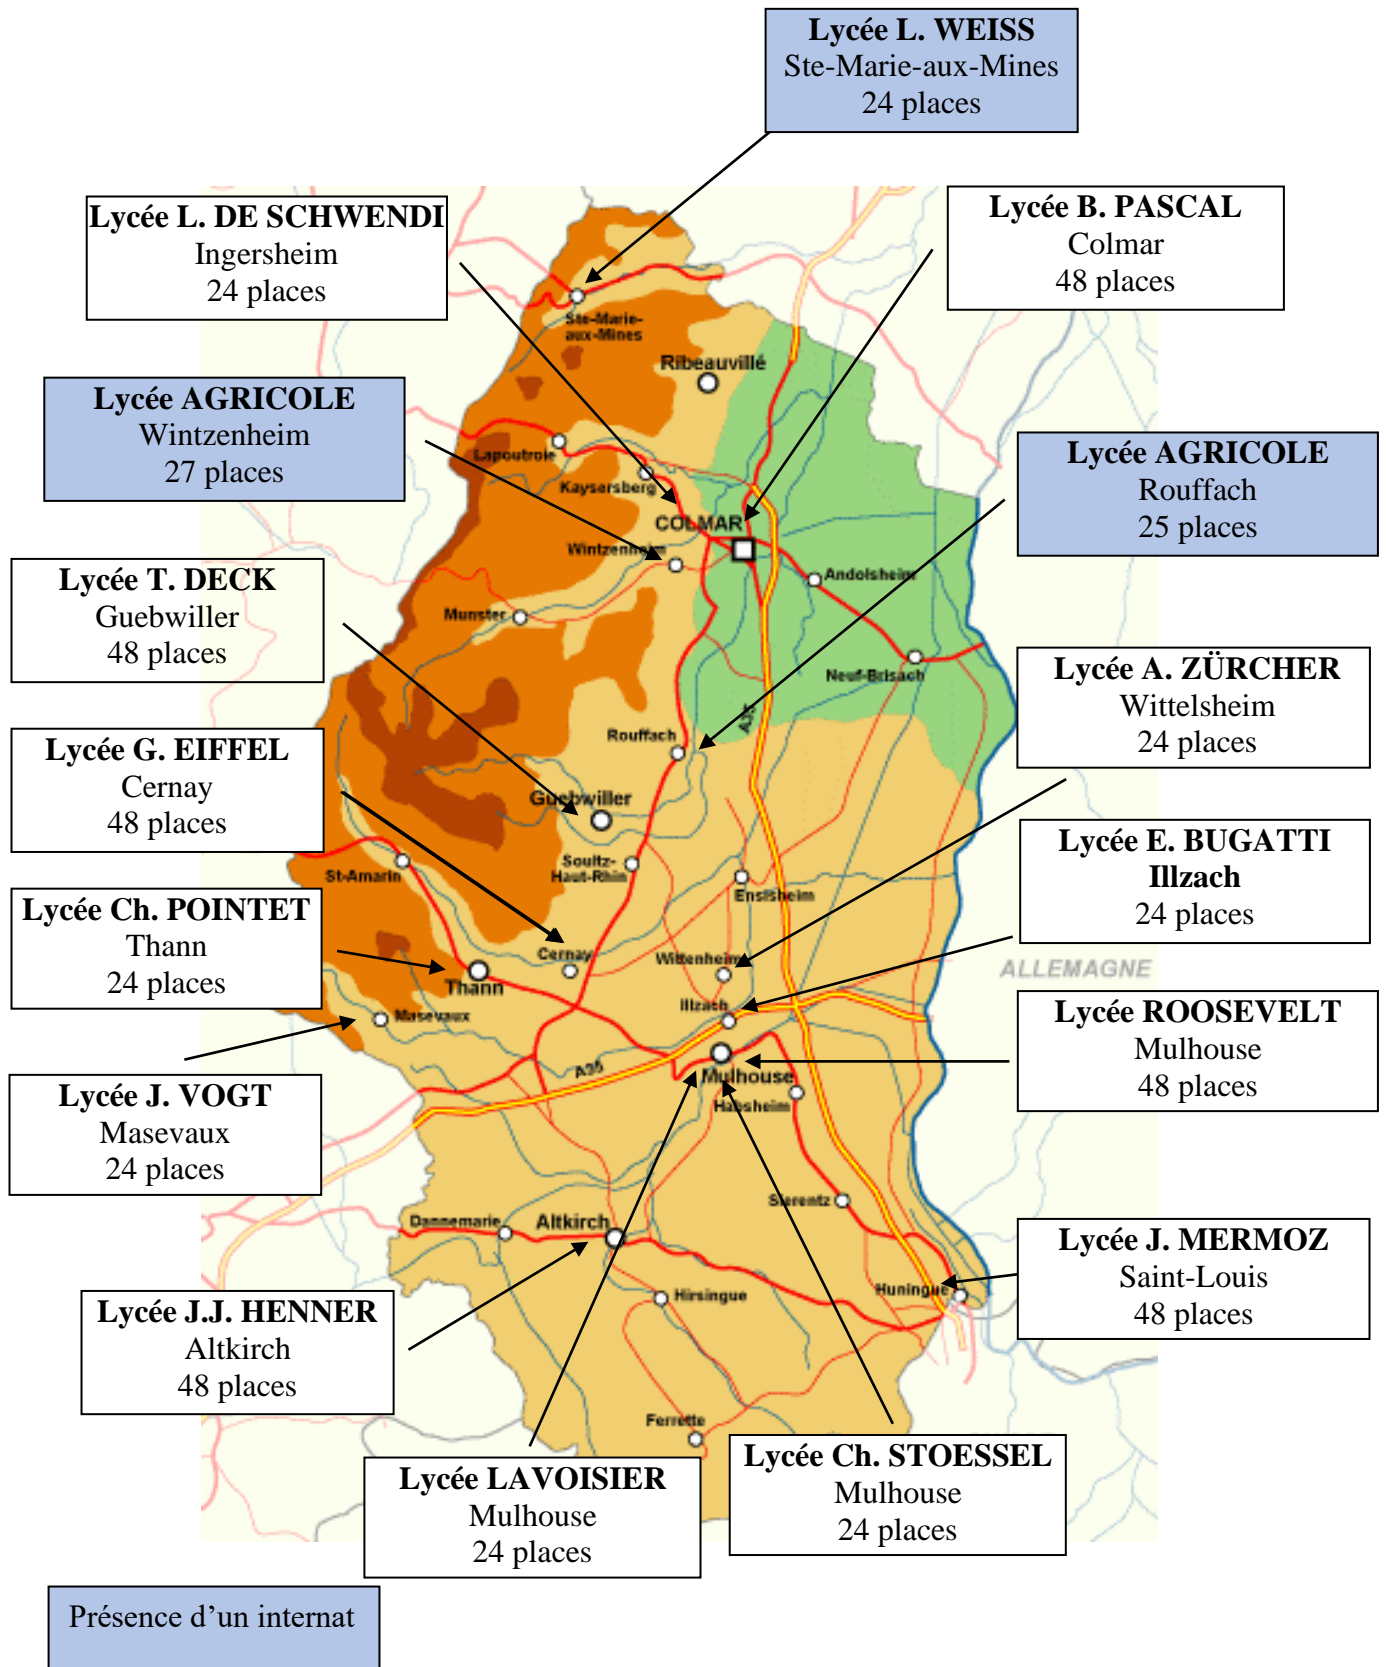 Lycée L. WEISS
Ste-Marie-aux-Mines
24 places
Lycée L. DE SCHWENDI
Ingersheim
24 places
Lycée B. PASCAL
Colmar
48 places
Ste-Marie-
aux-Mines
Ribeauvillé
Lycée AGRICOLE
Wintzenheim
27 places
Lapoutroie
Kaysersberg
Lycée AGRICOLE
Rouffach
25 places
COLMAR
Wintzenheim
Andolsheim
Lycée T. DECK
Guebwiller
48 places
Munster
Neuf-Brisach
Lycée A. ZÜRCHER
Wittelsheim
24 places
A35
Rouffach
Lycée G. EIFFEL
Cernay
48 places
Guebwiller
Soultz-
Haut-Rhin
St-Amarin
Ensisheim
Lycée E. BUGATTI
Illzach
24 places
Lycée Ch. POINTET
Thann
24 places
Cernay
Wittenheim
ALLEMAGNE
Thann
Illzach
Masevaux
Lycée ROOSEVELT
Mulhouse
48 places
A36
Mulhouse
Habsheim
Lycée J. VOGT
Masevaux
24 places
Sierentz
Dannemarie
Altkirch
Lycée J. MERMOZ
Saint-Louis
48 places
Huningue
Hirsingue
Lycée J.J. HENNER
Altkirch
48 places
Ferrette
Lycée LAVOISIER
Mulhouse
24 places
Lycée Ch. STOESSEL
Mulhouse
24 places
Présence d’un internat